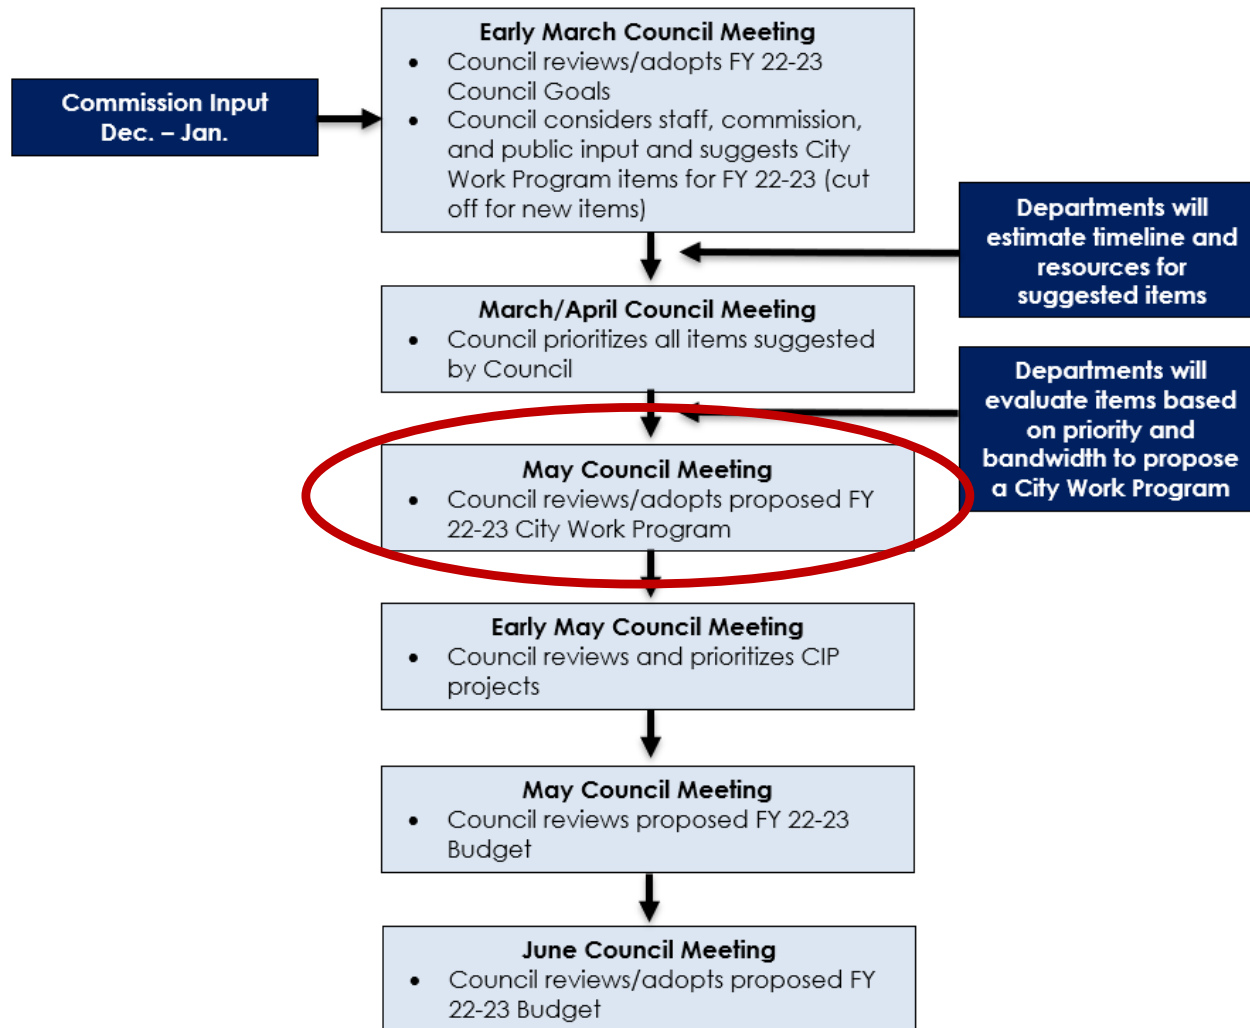 Early March Council Meeting
• Council reviews/adopts FY 22-23
Council Goals
• Council considers staff, commission,
and public input and suggests City
Work Program items for FY 22-23 (cut
off for new items)
Commission Input
Dec. – Jan.
Departments will
estimate timeline and
resources for
suggested items
March/April Council Meeting
• Council prioritizes all items suggested
by Council
Departments will
evaluate items based
on priority and
bandwidth to propose
a City Work Program
May Council Meeting
• Council reviews/adopts proposed FY
22-23 City Work Program
Early May Council Meeting
• Council reviews and prioritizes CIP
projects
May Council Meeting
• Council reviews proposed FY 22-23
Budget
June Council Meeting
• Council reviews/adopts proposed FY
22-23 Budget